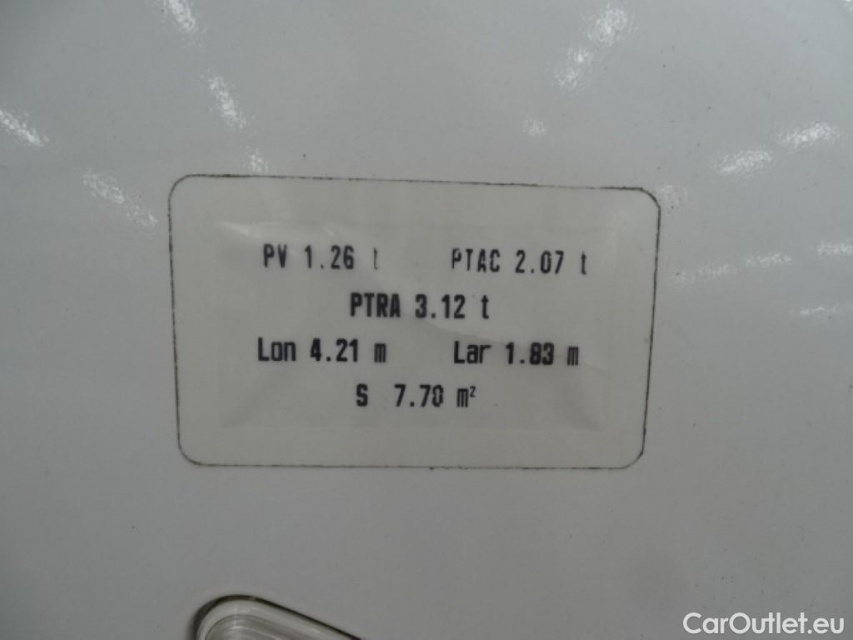 PV 1.26 t PTAC 2.07 t
PTRA 3.12 t
Lon 4.21 m Lar 1.83 m
S 7.70 m²
CarOutlet.eu